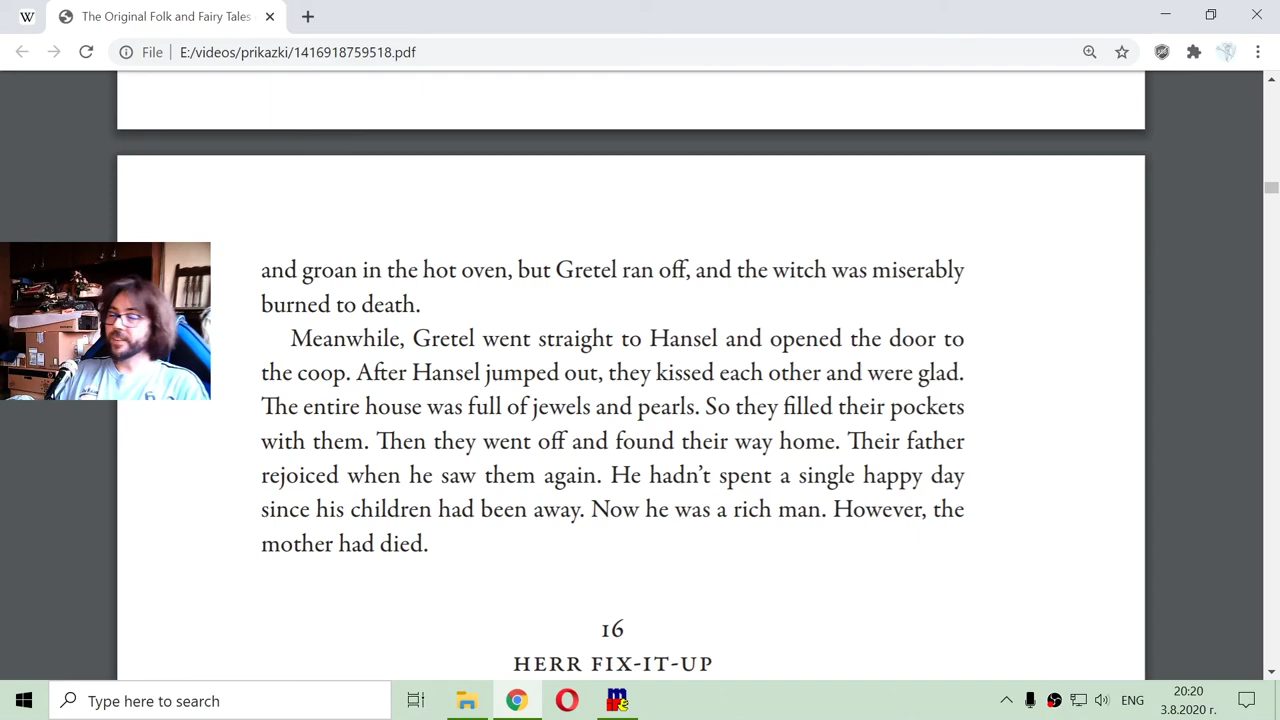 The Original Folk and Fairy Tales
File
E:/videos/prikazki/1416918759518.pdf
and groan in the hot oven, but Gretel ran off, and the witch was miserably
burned to death.
Meanwhile, Gretel went straight to Hansel and opened the door to
the coop. After Hansel jumped out, they kissed each other and were glad.
The entire house was full of jewels and pearls. So they filled their pockets
with them. Then they went off and found their way home. Their father
rejoiced when he saw them again. He hadn't spent a single happy day
since his children had been away. Now he was a rich man. However, the
mother had died.
16
HERR FIX-IT-UP
Type here to search
ЕНГ
20:20
3.8.2020 г.